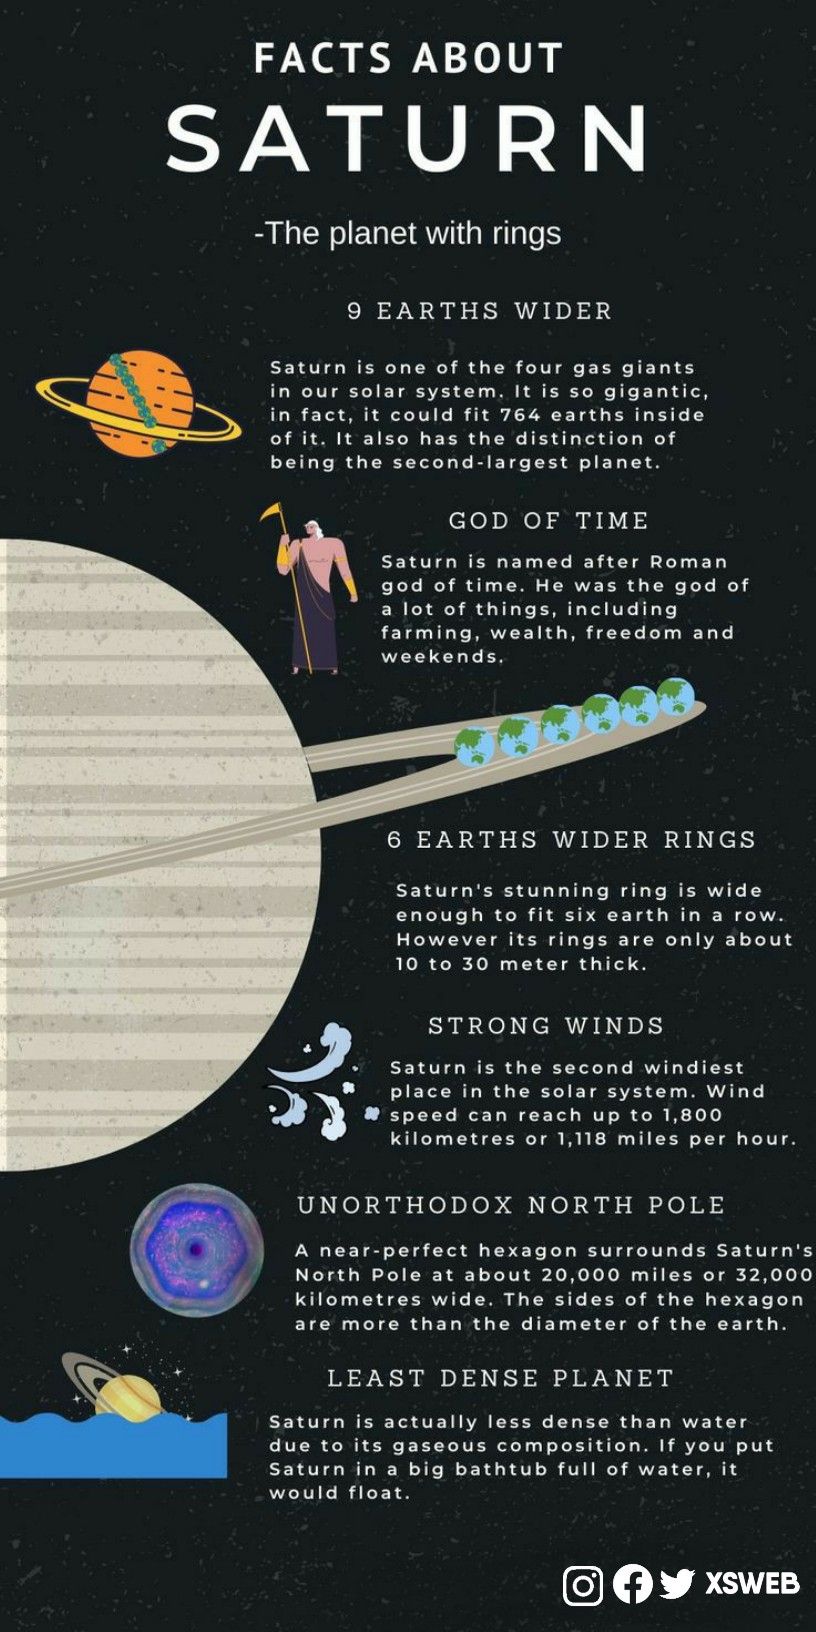 FACTS ABOUT
SATURN
-The planet with rings
9 EARTHS WIDER
Saturn is one of the four gas giants
in our solar system. It is so gigantic,
in fact, it could fit 764 earths inside
of it. It also has the distinction of
being the second-largest planet.
GOD OF TIME
Saturn is named after Roman
god of time. He was the god of
a lot of things, including
farming, wealth, freedom and
weekends.
6 EARTHS WIDER RINGS
Saturn's stunning ring is wide
enough to fit six earth in a row.
However its rings are only about
10 to 30 meter thick.
STRONG WINDS
Saturn is the second windiest
place in the solar system. Wind
speed can reach up to 1,800
kilometres or 1,118 miles per hour.
UNORTHODOX NORTH POLE
A near-perfect hexagon surrounds Saturn's
North Pole at about 20,000 miles or 32,000
kilometres wide. The sides of the hexagon
are more than the diameter of the earth.
LEAST DENSE PLANET
Saturn is actually less dense than water
due to its gaseous composition. If you put
Saturn in a big bathtub full of water, it
would float.
XSWEB